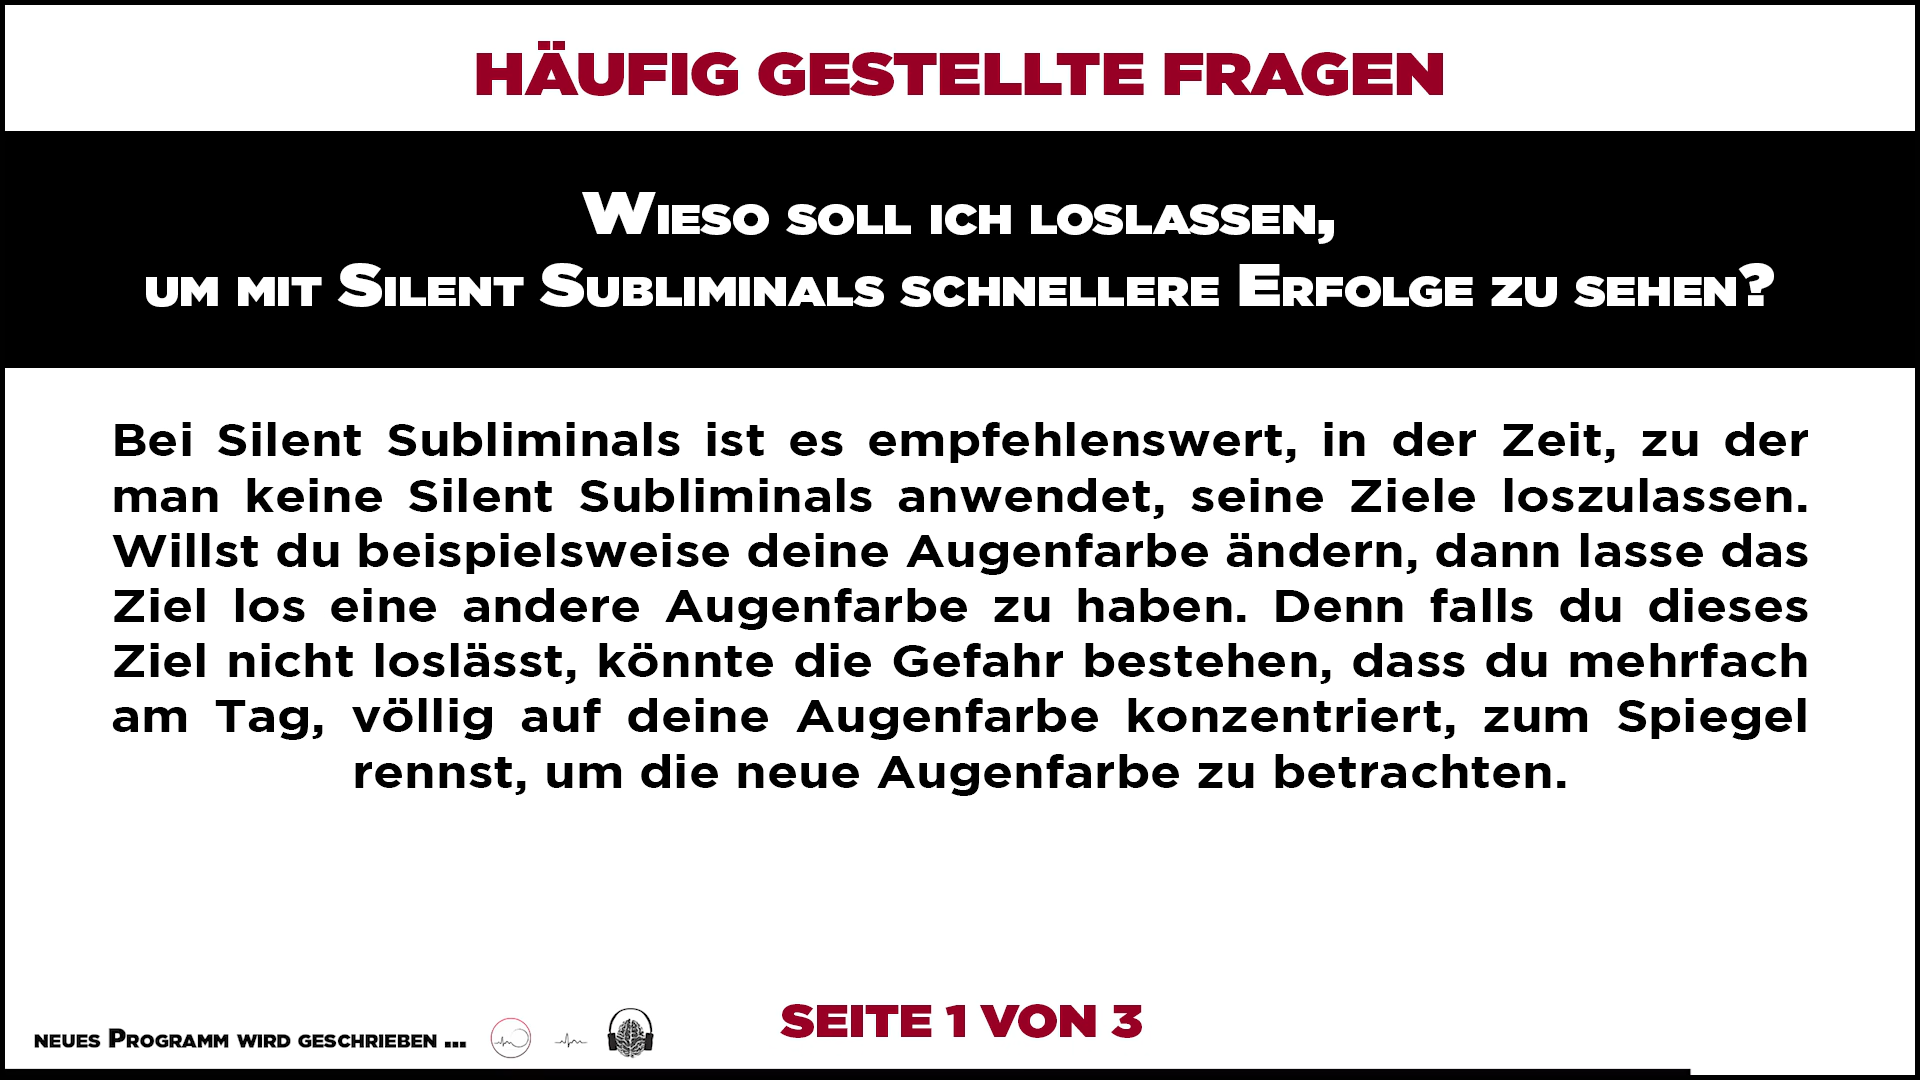 HÄUFIG GESTELLTE FRAGEN
Wieso soll ich loslassen,
um mit Silent Subliminals schnellere Erfolge zu sehen?
Bei Silent Subliminals ist es empfehlenswert, in der Zeit, zu der
man keine Silent Subliminals anwendet, seine Ziele loszulassen.
Willst du beispielsweise deine Augenfarbe ändern, dann lasse das
Ziel los eine andere Augenfarbe zu haben. Denn falls du dieses
Ziel nicht loslässt, könnte die Gefahr bestehen, dass du mehrfach
am Tag, völlig auf deine Augenfarbe konzentriert, zum Spiegel
rennst, um die neue Augenfarbe zu betrachten.
neues Programm wird geschrieben ...
SEITE 1 VON 3